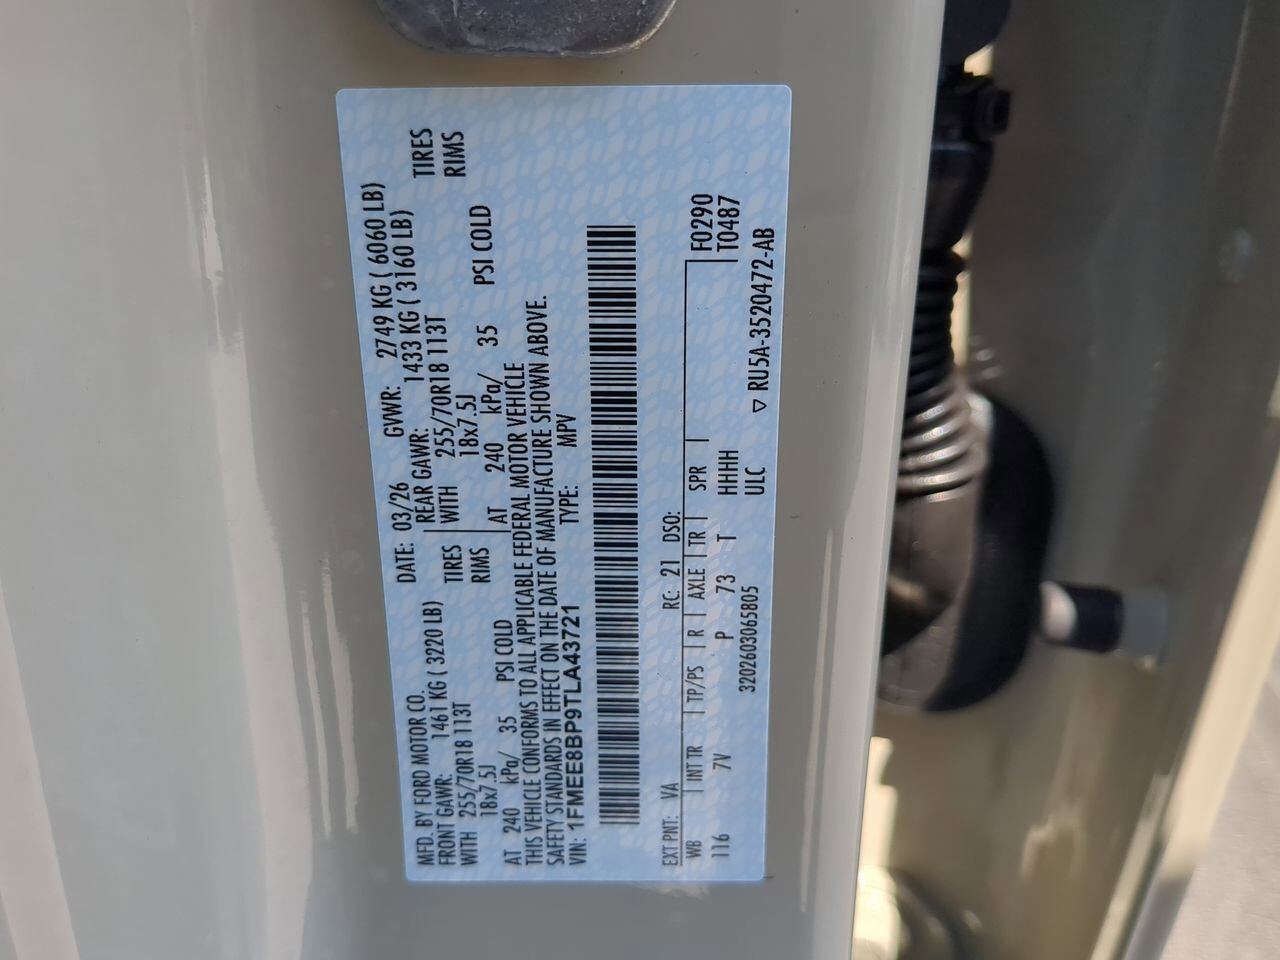 MFD. BY FORD MOTOR CO.
DATE: 03/26 GVWR: 2749 KG ( 6060 LB)
FRONT GAWR: 1461 KG ( 3220 LB)
REAR GAWR: 1433 KG ( 3160 LB)
WITH 255/70R18 113T TIRES
WITH 255/70R18 113T TIRES
18x7.5J RIMS
18x7.5J RIMS
AT 240 kPa/ 35 PSI COLD
AT 240 kPa/ 35 PSI COLD
THIS VEHICLE CONFORMS TO ALL APPLICABLE FEDERAL MOTOR VEHICLE
SAFETY STANDARDS IN EFFECT ON THE DATE OF MANUFACTURE SHOWN ABOVE.
VIN: 1FMEE8BP9TLA43721 TYPE: MPV
EXT PNT: VA RC: 21 DSO:
WB INT TR TP/PS R AXLE TR SPR F0290
116 7V P 73 T HHHH T0487
3202603065805 ULC ▽ RU5A-3520472-AB